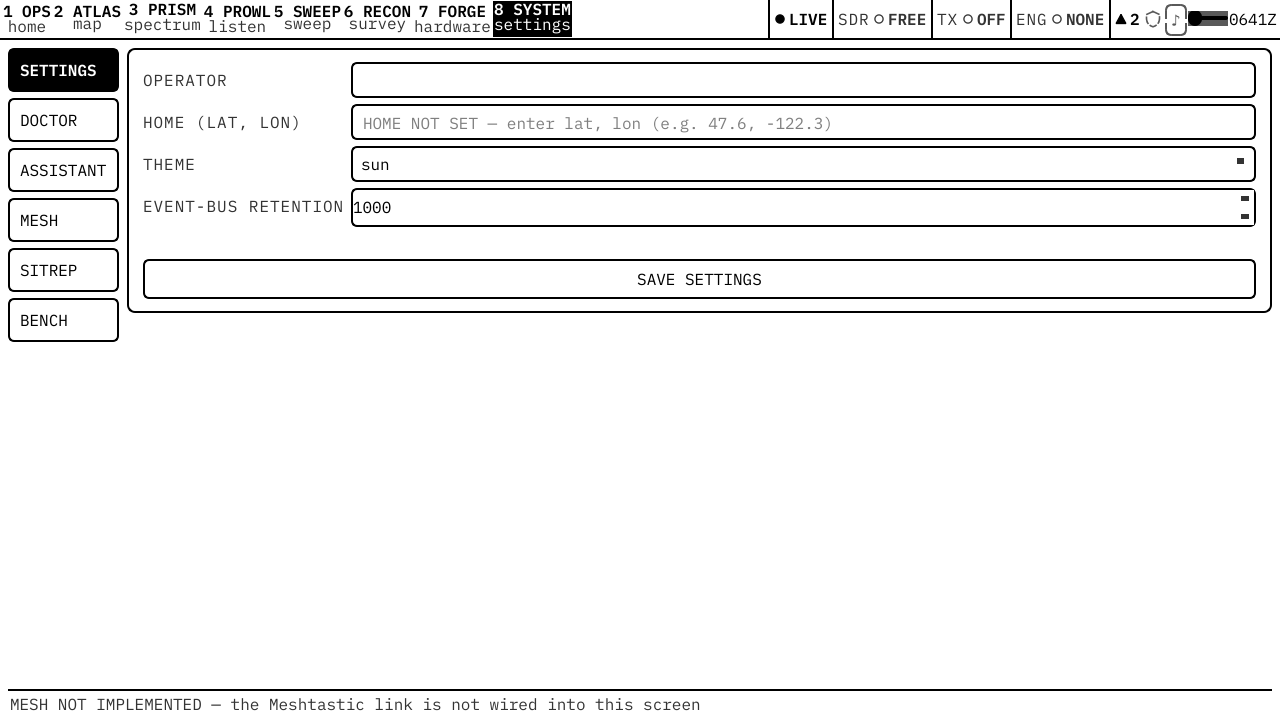 1 OPS 2 ATLAS 3 PRISM 4 PROWL 5 SWEEP 6 RECON 7 FORGE 8 SYSTEM
home map spectrum listen sweep survey hardware settings
LIVE SDR FREE TX OFF ENG NONE 2 ♪ 0641Z
SETTINGS
DOCTOR
ASSISTANT
MESH
SITREP
BENCH
OPERATOR
HOME (LAT, LON) HOME NOT SET — enter lat, lon (e.g. 47.6, -122.3)
THEME sun
EVENT-BUS RETENTION 1000
SAVE SETTINGS
MESH NOT IMPLEMENTED — the Meshtastic link is not wired into this screen